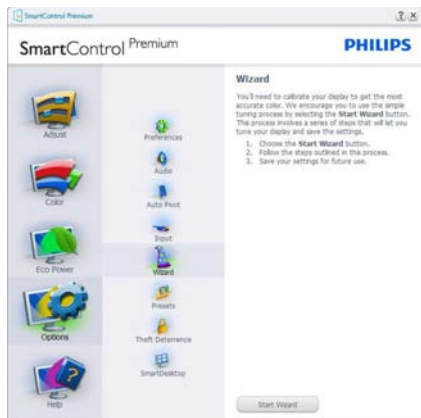 SmartControl Premium
SmartControl Premium
PHILIPS
Adjust
Color
Eco Power
Options
Help
Preferences
Audio
Auto Pivot
Input
Wizard
Presets
Theft Deterrence
SmartDesktop
Wizard
You'll need to calibrate your display to get the most
accurate color. We encourage you to use the simple
tuning process by selecting the Start Wizard button.
This process involves a series of steps that will let you
tune your display and save the settings.
1. Choose the Start Wizard button.
2. Follow the steps outlined in the process.
3. Save your settings for future use.
Start Wizard